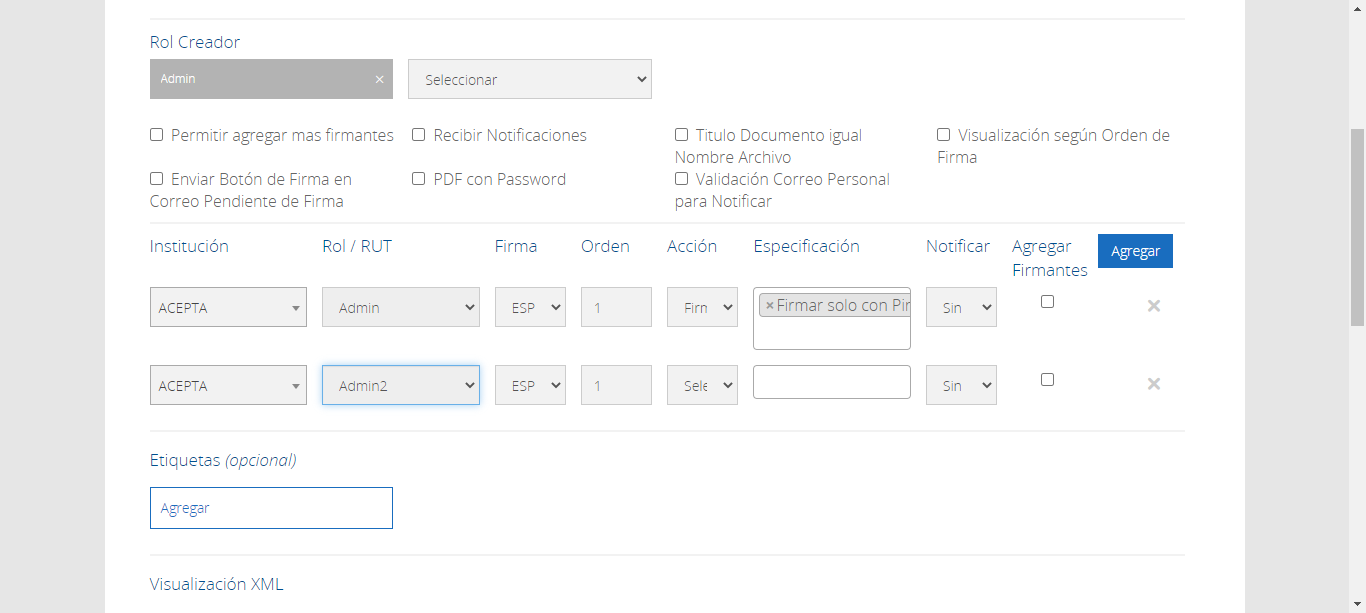 Rol Creador
Admin × Seleccionar
Permitir agregar mas firmantes Recibir Notificaciones Titulo Documento igual Visualización según Orden de
Nombre Archivo Firma
Enviar Botón de Firma en PDF con Password Validación Correo Personal
Correo Pendiente de Firma para Notificar
Institución Rol / RUT Firma Orden Acción Especificación Notificar Agregar Agregar
Firmantes
ACEPTA Admin ESP 1 Firm ×Firmar solo con Pin Sin ×
ACEPTA Admin2 ESP 1 Sele Sin ×
Etiquetas (opcional)
Agregar
Visualización XML